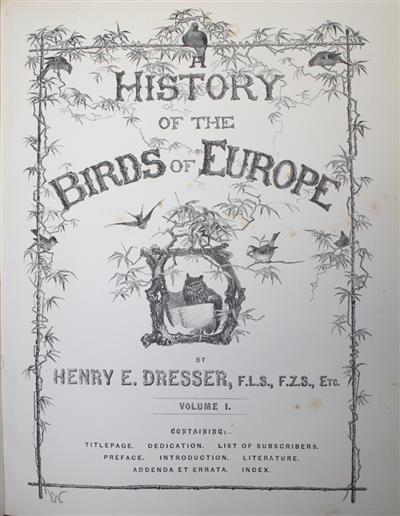 HISTORY
OF THE
BIRDS OF EUROPE
BY
HENRY E. DRESSER, F.L.S., F.Z.S., ETC.
VOLUME I.
CONTAINING:
TITLEPAGE. DEDICATION. LIST OF SUBSCRIBERS.
PREFACE. INTRODUCTION. LITERATURE.
ADDENDA ET ERRATA. INDEX.